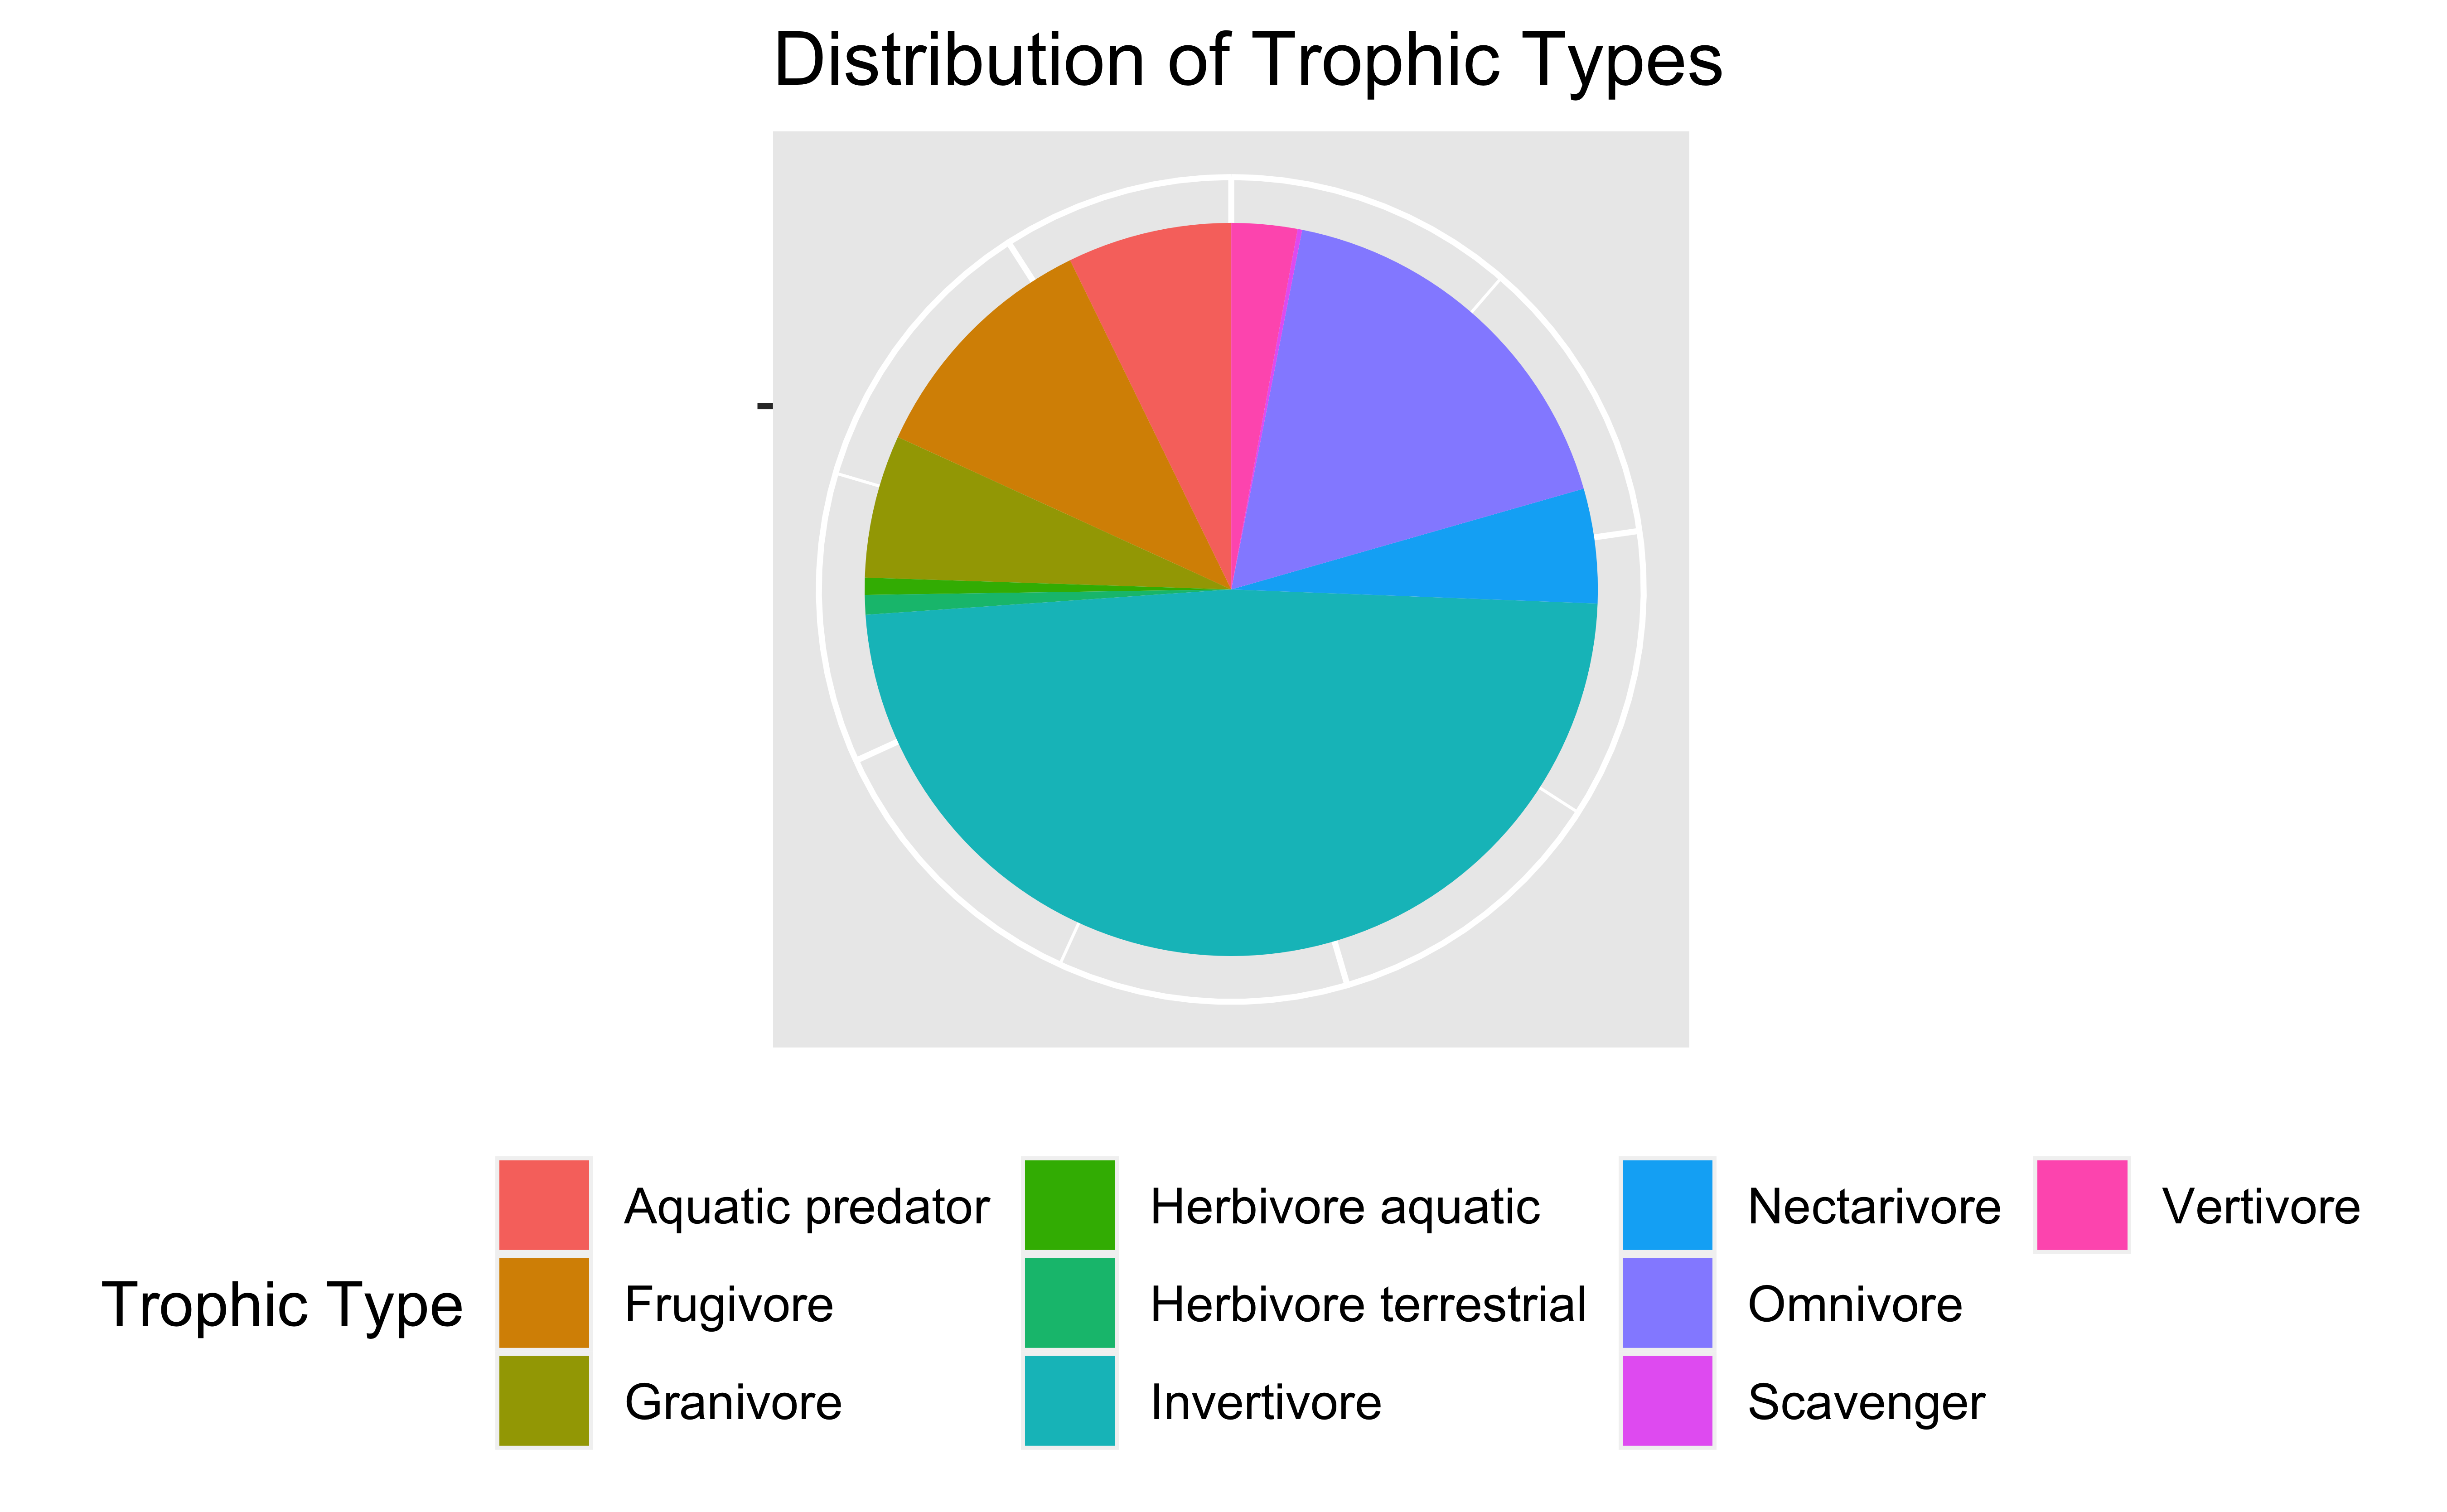 Distribution of Trophic Types
Trophic Type
Aquatic predator
Frugivore
Granivore
Herbivore aquatic
Herbivore terrestrial
Invertivore
Nectarivore
Omnivore
Scavenger
Vertivore